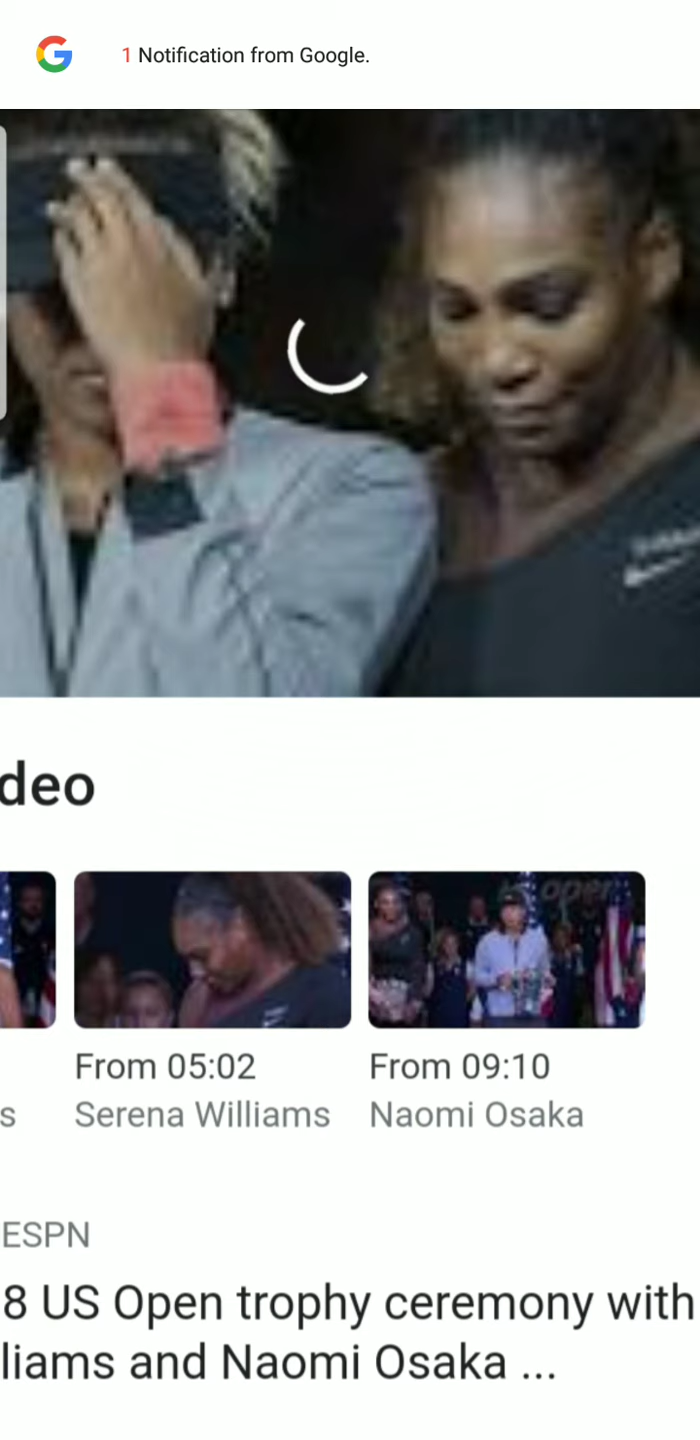 1 Notification from Google.
deo
From 05:02
From 09:10
s
Serena Williams
Naomi Osaka
ESPN
8 US Open trophy ceremony with
liams and Naomi Osaka ...